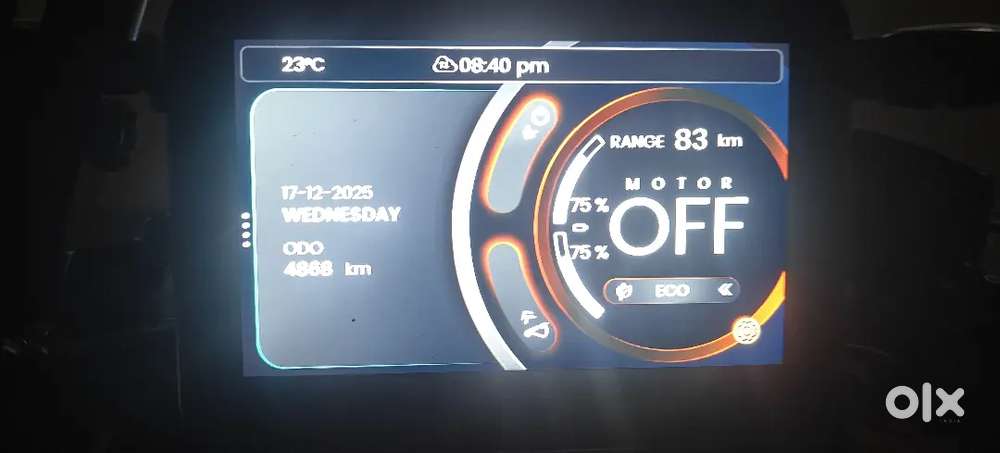 23°C 08:40 pm
17-12-2025
WEDNESDAY
ODO
4868 km
RANGE 83 km
MOTOR
75 %
OFF
75 %
ECO
olx
INDIA